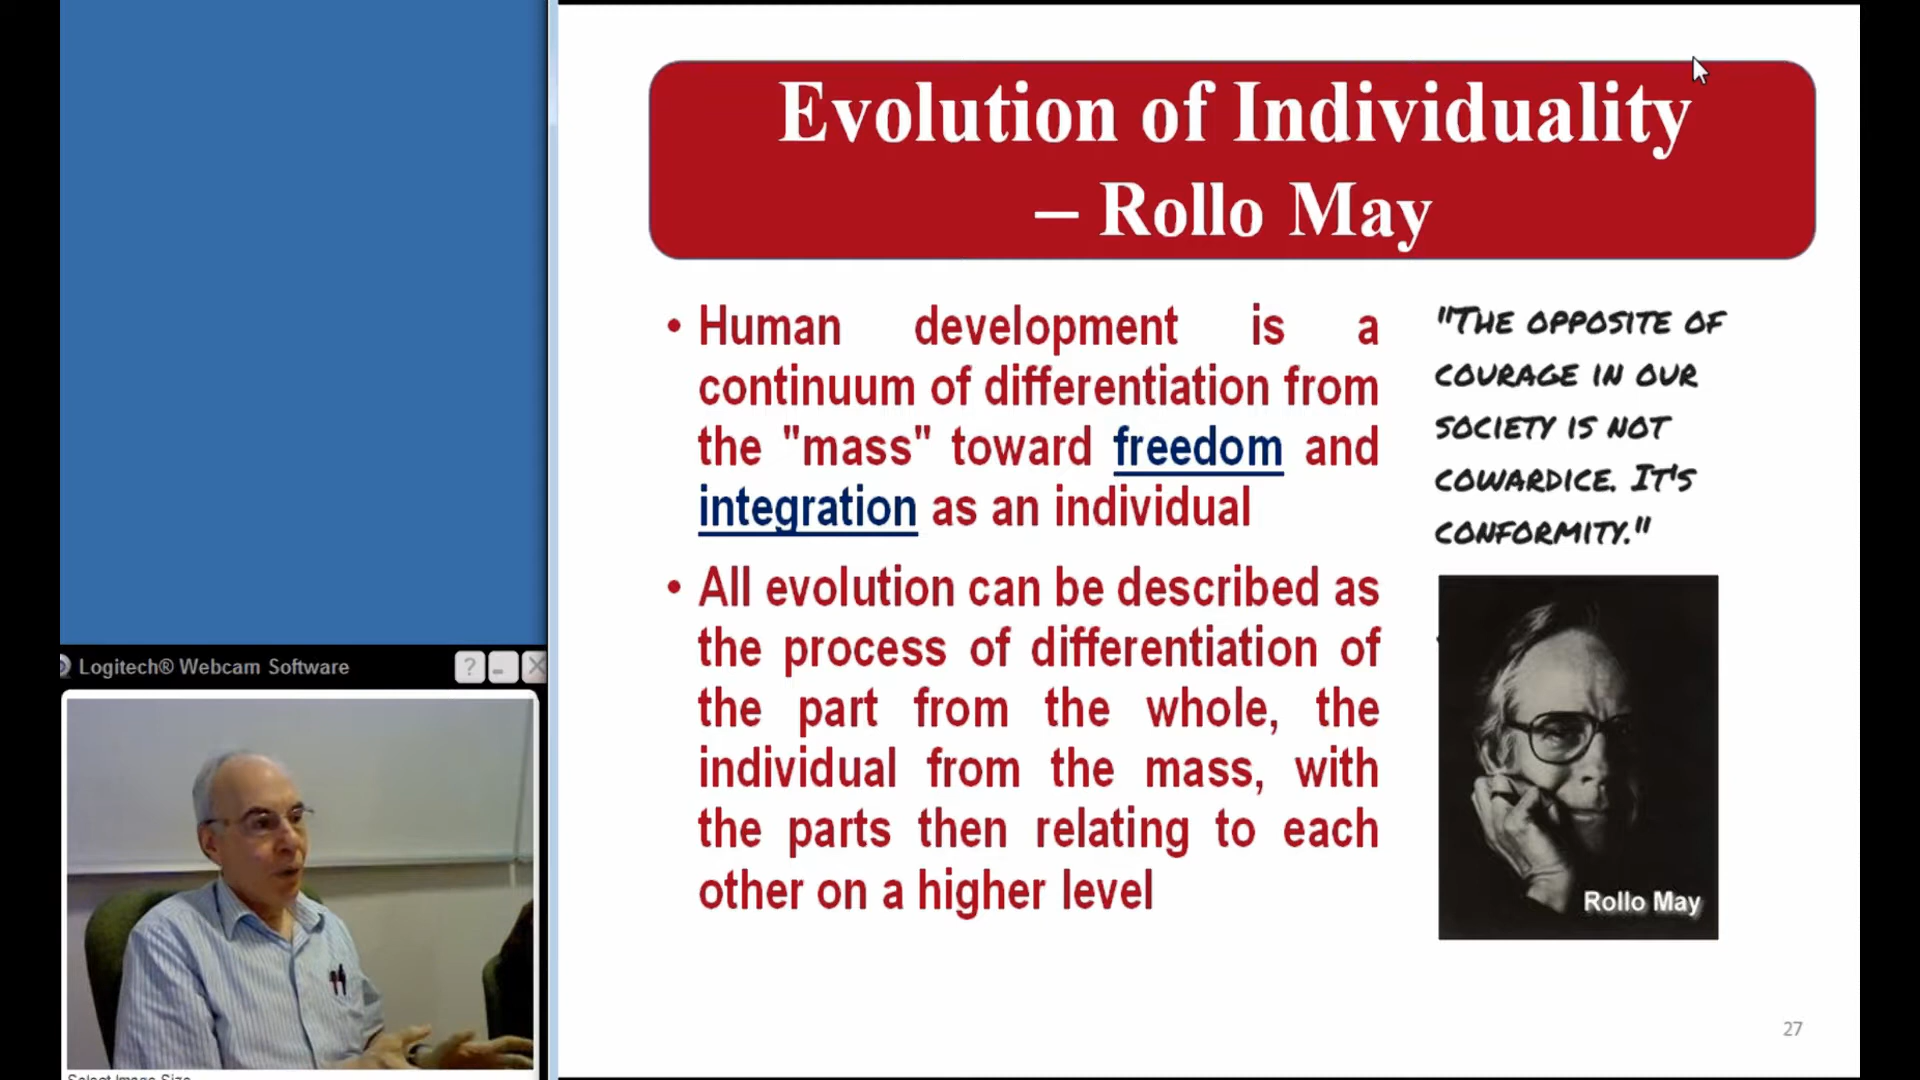 Evolution of Individuality
– Rollo May
• Human development is a
continuum of differentiation from
the "mass" toward freedom and
integration as an individual
• All evolution can be described as
the process of differentiation of
the part from the whole, the
individual from the mass, with
the parts then relating to each
other on a higher level
"The opposite of
courage in our
society is not
cowardice. It's
conformity."
Rollo May
27
Logitech® Webcam Software
?
Select Image Size